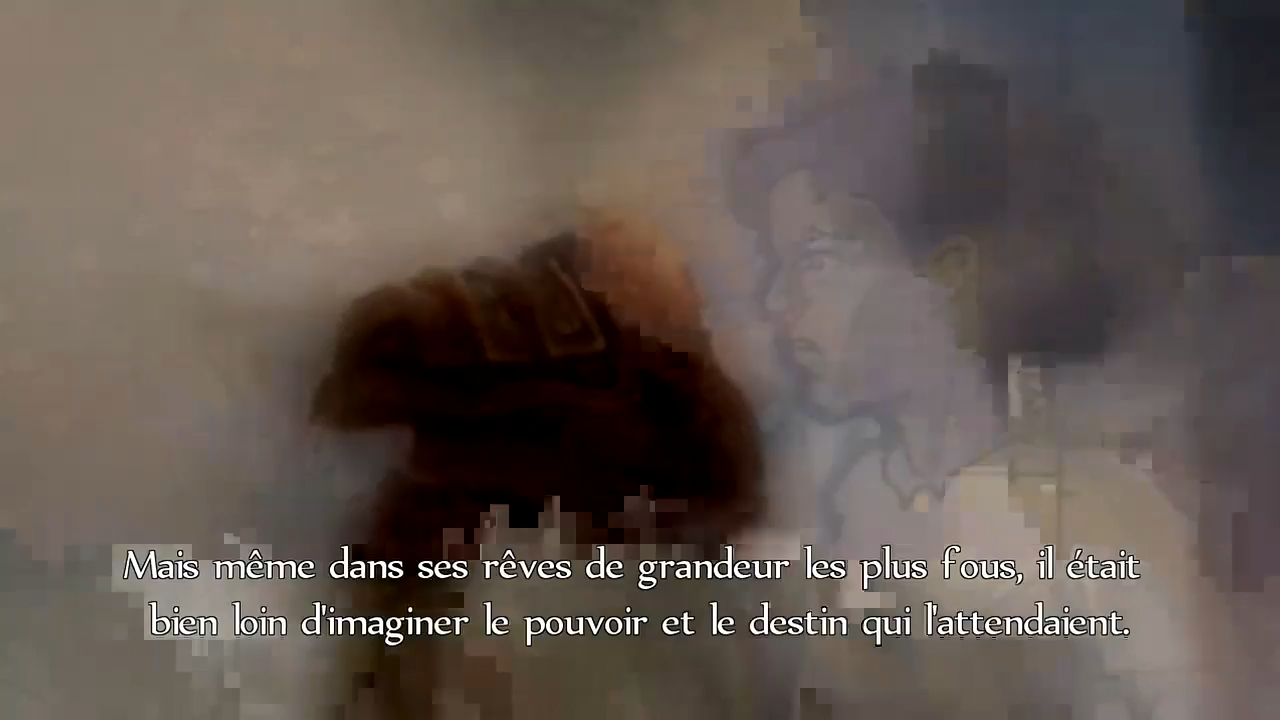 Mais même dans ses rêves de grandeur les plus fous, il était
bien loin d'imaginer le pouvoir et le destin qui l'attendaient.